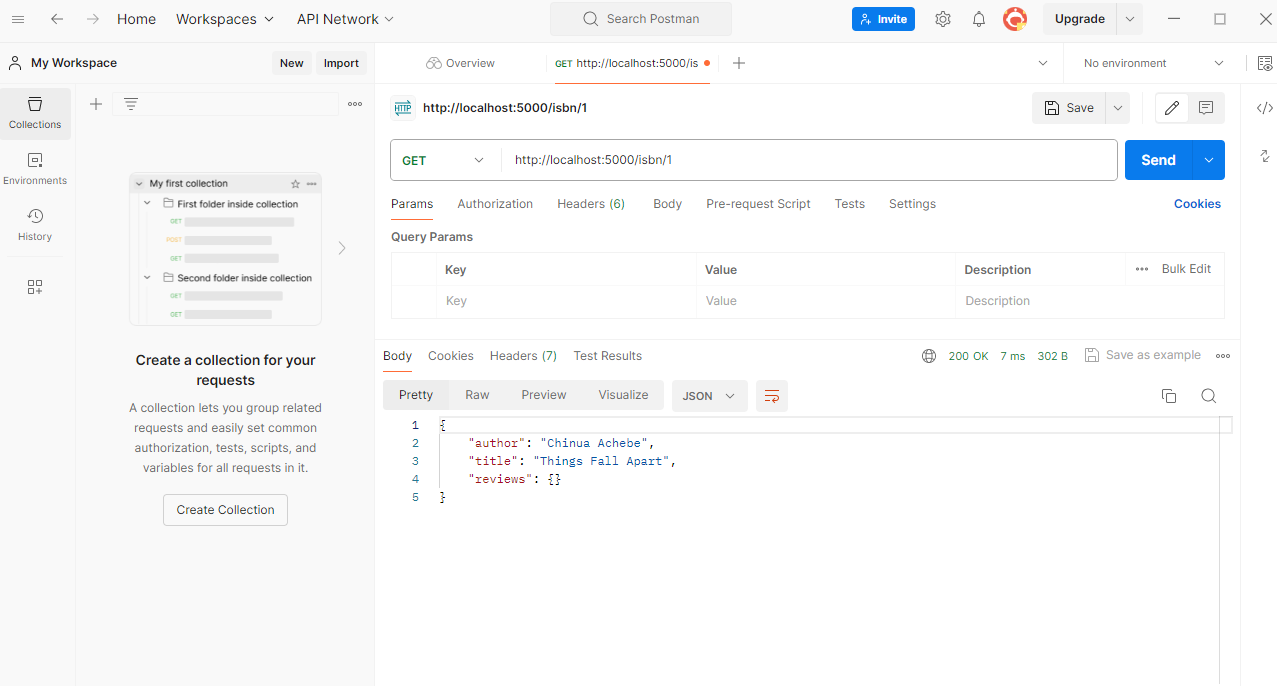 Home Workspaces API Network Search Postman Invite Upgrade
My Workspace New Import Overview GET http://localhost:5000/is No environment
Collections
Environments
History
My first collection
First folder inside collection
GET
POST
GET
Second folder inside collection
GET
GET
Create a collection for your
requests
A collection lets you group related
requests and easily set common
authorization, tests, scripts, and
variables for all requests in it.
Create Collection
HTTP http://localhost:5000/isbn/1 Save
GET http://localhost:5000/isbn/1 Send
Params Authorization Headers (6) Body Pre-request Script Tests Settings Cookies
Query Params
Key Value Description Bulk Edit
Key Value Description
Body Cookies Headers (7) Test Results 200 OK 7 ms 302 B Save as example
Pretty Raw Preview Visualize JSON
1 {
2 "author": "Chinua Achebe",
3 "title": "Things Fall Apart",
4 "reviews": {}
5 }